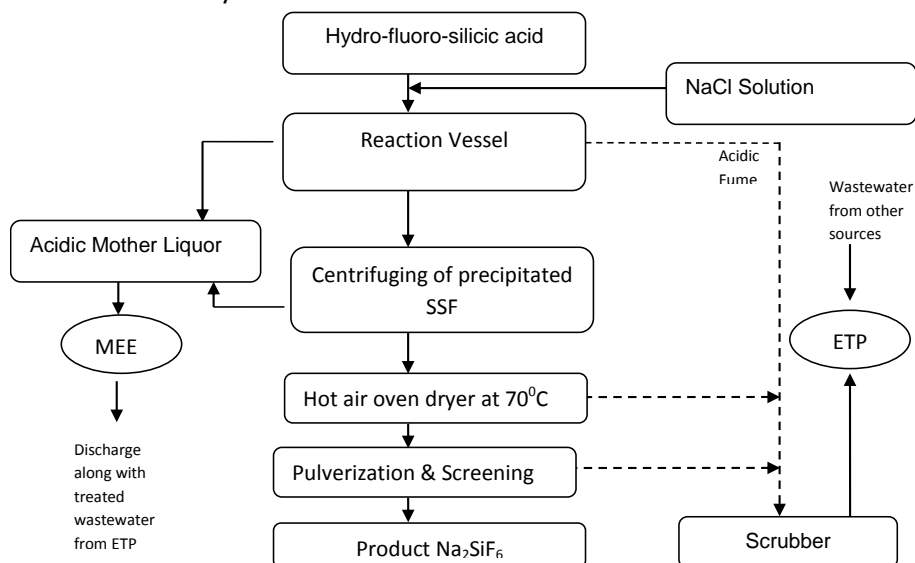 Hydro-fluoro-silicic acid
NaCl Solution
Reaction Vessel
Acidic
Fume
Wastewater
from other
sources
Acidic Mother Liquor
Centrifuging of precipitated
SSF
MEE
ETP
Hot air oven dryer at 70⁰C
Discharge
along with
treated
wastewater
from ETP
Pulverization & Screening
Product Na₂SiF₆
Scrubber